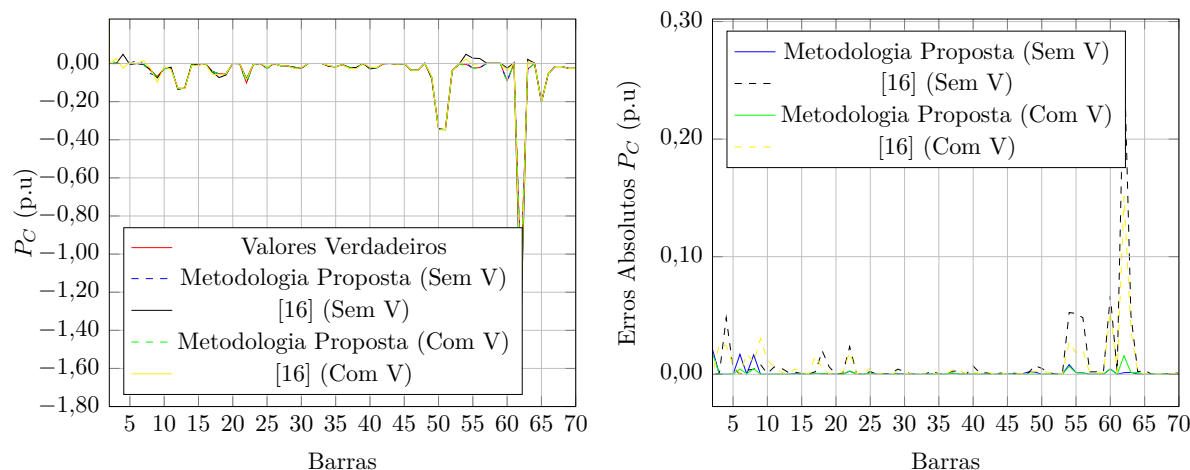 0,00
−0,20
−0,40
−0,60
−0,80
−1,00
−1,20
−1,40
−1,60
−1,80
P_C (p.u)
Valores Verdadeiros
Metodologia Proposta (Sem V)
[16] (Sem V)
Metodologia Proposta (Com V)
[16] (Com V)
5 10 15 20 25 30 35 40 45 50 55 60 65 70
Barras
0,30
0,20
0,10
0,00
Erros Absolutos P_C (p.u)
Metodologia Proposta (Sem V)
[16] (Sem V)
Metodologia Proposta (Com V)
[16] (Com V)
5 10 15 20 25 30 35 40 45 50 55 60 65 70
Barras